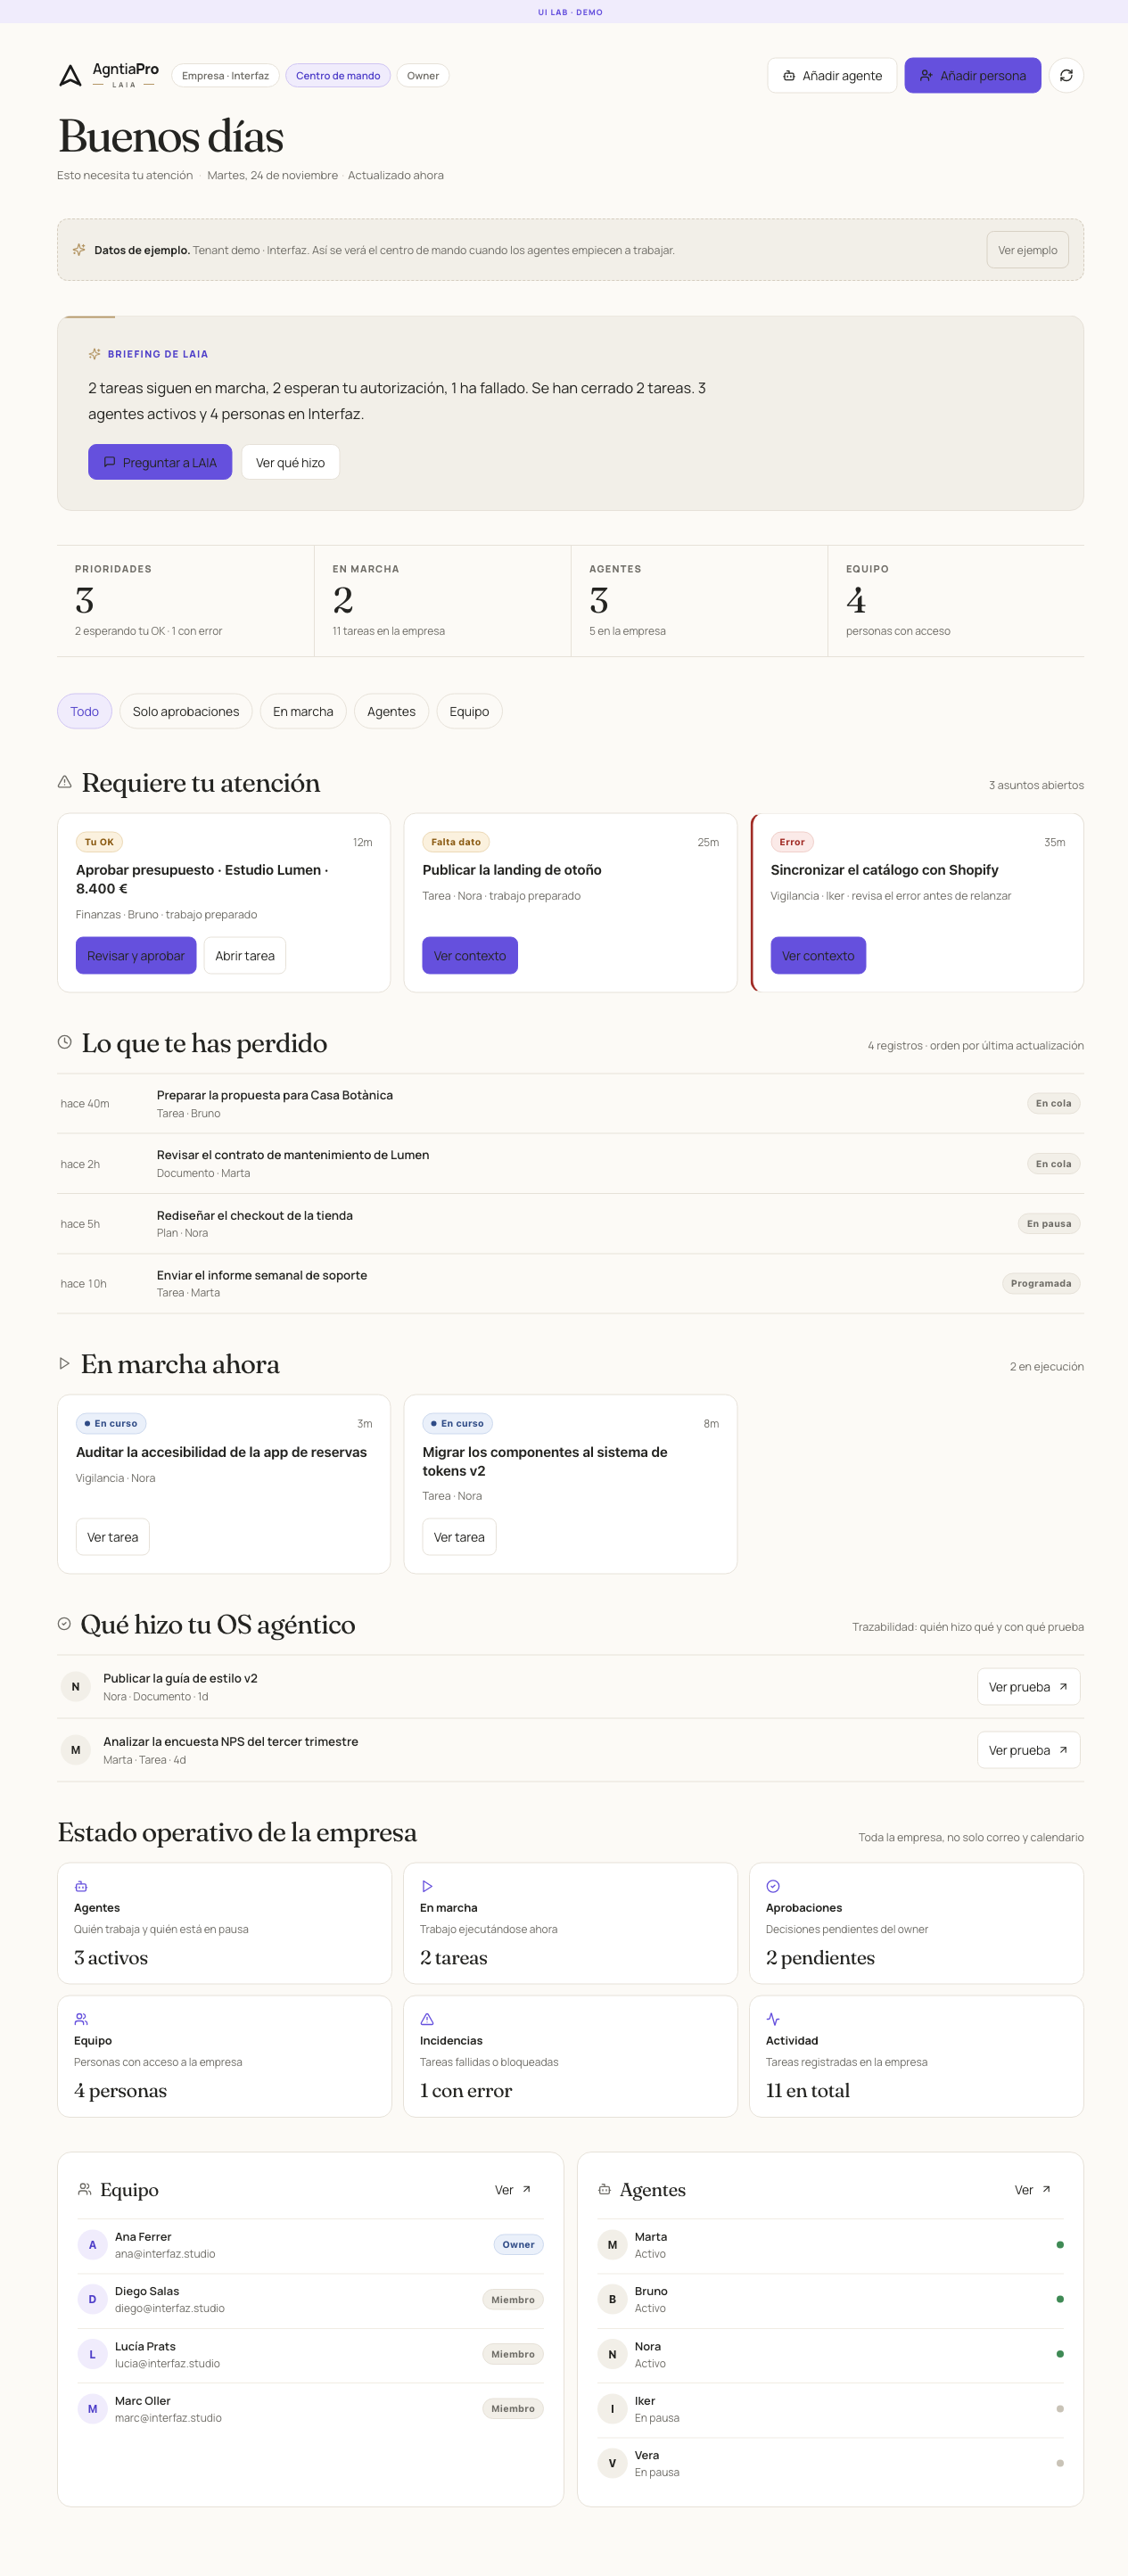 UI LAB · DEMO
AgntiaPro
LAIA
Empresa · Interfaz
Centro de mando
Owner
Añadir agente
Añadir persona
Buenos días
Esto necesita tu atención · Martes, 24 de noviembre · Actualizado ahora
Datos de ejemplo. Tenant demo · Interfaz. Así se verá el centro de mando cuando los agentes empiecen a trabajar.
Ver ejemplo
BRIEFING DE LAIA
2 tareas siguen en marcha, 2 esperan tu autorización, 1 ha fallado. Se han cerrado 2 tareas. 3
agentes activos y 4 personas en Interfaz.
Preguntar a LAIA
Ver qué hizo
PRIORIDADES
3
2 esperando tu OK · 1 con error
EN MARCHA
2
11 tareas en la empresa
AGENTES
3
5 en la empresa
EQUIPO
4
personas con acceso
Todo
Solo aprobaciones
En marcha
Agentes
Equipo
Requiere tu atención
3 asuntos abiertos
Tu OK
12m
Aprobar presupuesto · Estudio Lumen ·
8.400 €
Finanzas · Bruno · trabajo preparado
Revisar y aprobar
Abrir tarea
Falta dato
25m
Publicar la landing de otoño
Tarea · Nora · trabajo preparado
Ver contexto
Error
35m
Sincronizar el catálogo con Shopify
Vigilancia · Iker · revisa el error antes de relanzar
Ver contexto
Lo que te has perdido
4 registros · orden por última actualización
hace 40m
Preparar la propuesta para Casa Botànica
Tarea · Bruno
En cola
hace 2h
Revisar el contrato de mantenimiento de Lumen
Documento · Marta
En cola
hace 5h
Rediseñar el checkout de la tienda
Plan · Nora
En pausa
hace 10h
Enviar el informe semanal de soporte
Tarea · Marta
Programada
En marcha ahora
2 en ejecución
En curso
3m
Auditar la accesibilidad de la app de reservas
Vigilancia · Nora
Ver tarea
En curso
8m
Migrar los componentes al sistema de
tokens v2
Tarea · Nora
Ver tarea
Qué hizo tu OS agéntico
Trazabilidad: quién hizo qué y con qué prueba
N
Publicar la guía de estilo v2
Nora · Documento · 1d
Ver prueba
M
Analizar la encuesta NPS del tercer trimestre
Marta · Tarea · 4d
Ver prueba
Estado operativo de la empresa
Toda la empresa, no solo correo y calendario
Agentes
Quién trabaja y quién está en pausa
3 activos
En marcha
Trabajo ejecutándose ahora
2 tareas
Aprobaciones
Decisiones pendientes del owner
2 pendientes
Equipo
Personas con acceso a la empresa
4 personas
Incidencias
Tareas fallidas o bloqueadas
1 con error
Actividad
Tareas registradas en la empresa
11 en total
Equipo
Ver
A
Ana Ferrer
ana@interfaz.studio
Owner
D
Diego Salas
diego@interfaz.studio
Miembro
L
Lucía Prats
lucia@interfaz.studio
Miembro
M
Marc Oller
marc@interfaz.studio
Miembro
Agentes
Ver
M
Marta
Activo
B
Bruno
Activo
N
Nora
Activo
I
Iker
En pausa
V
Vera
En pausa